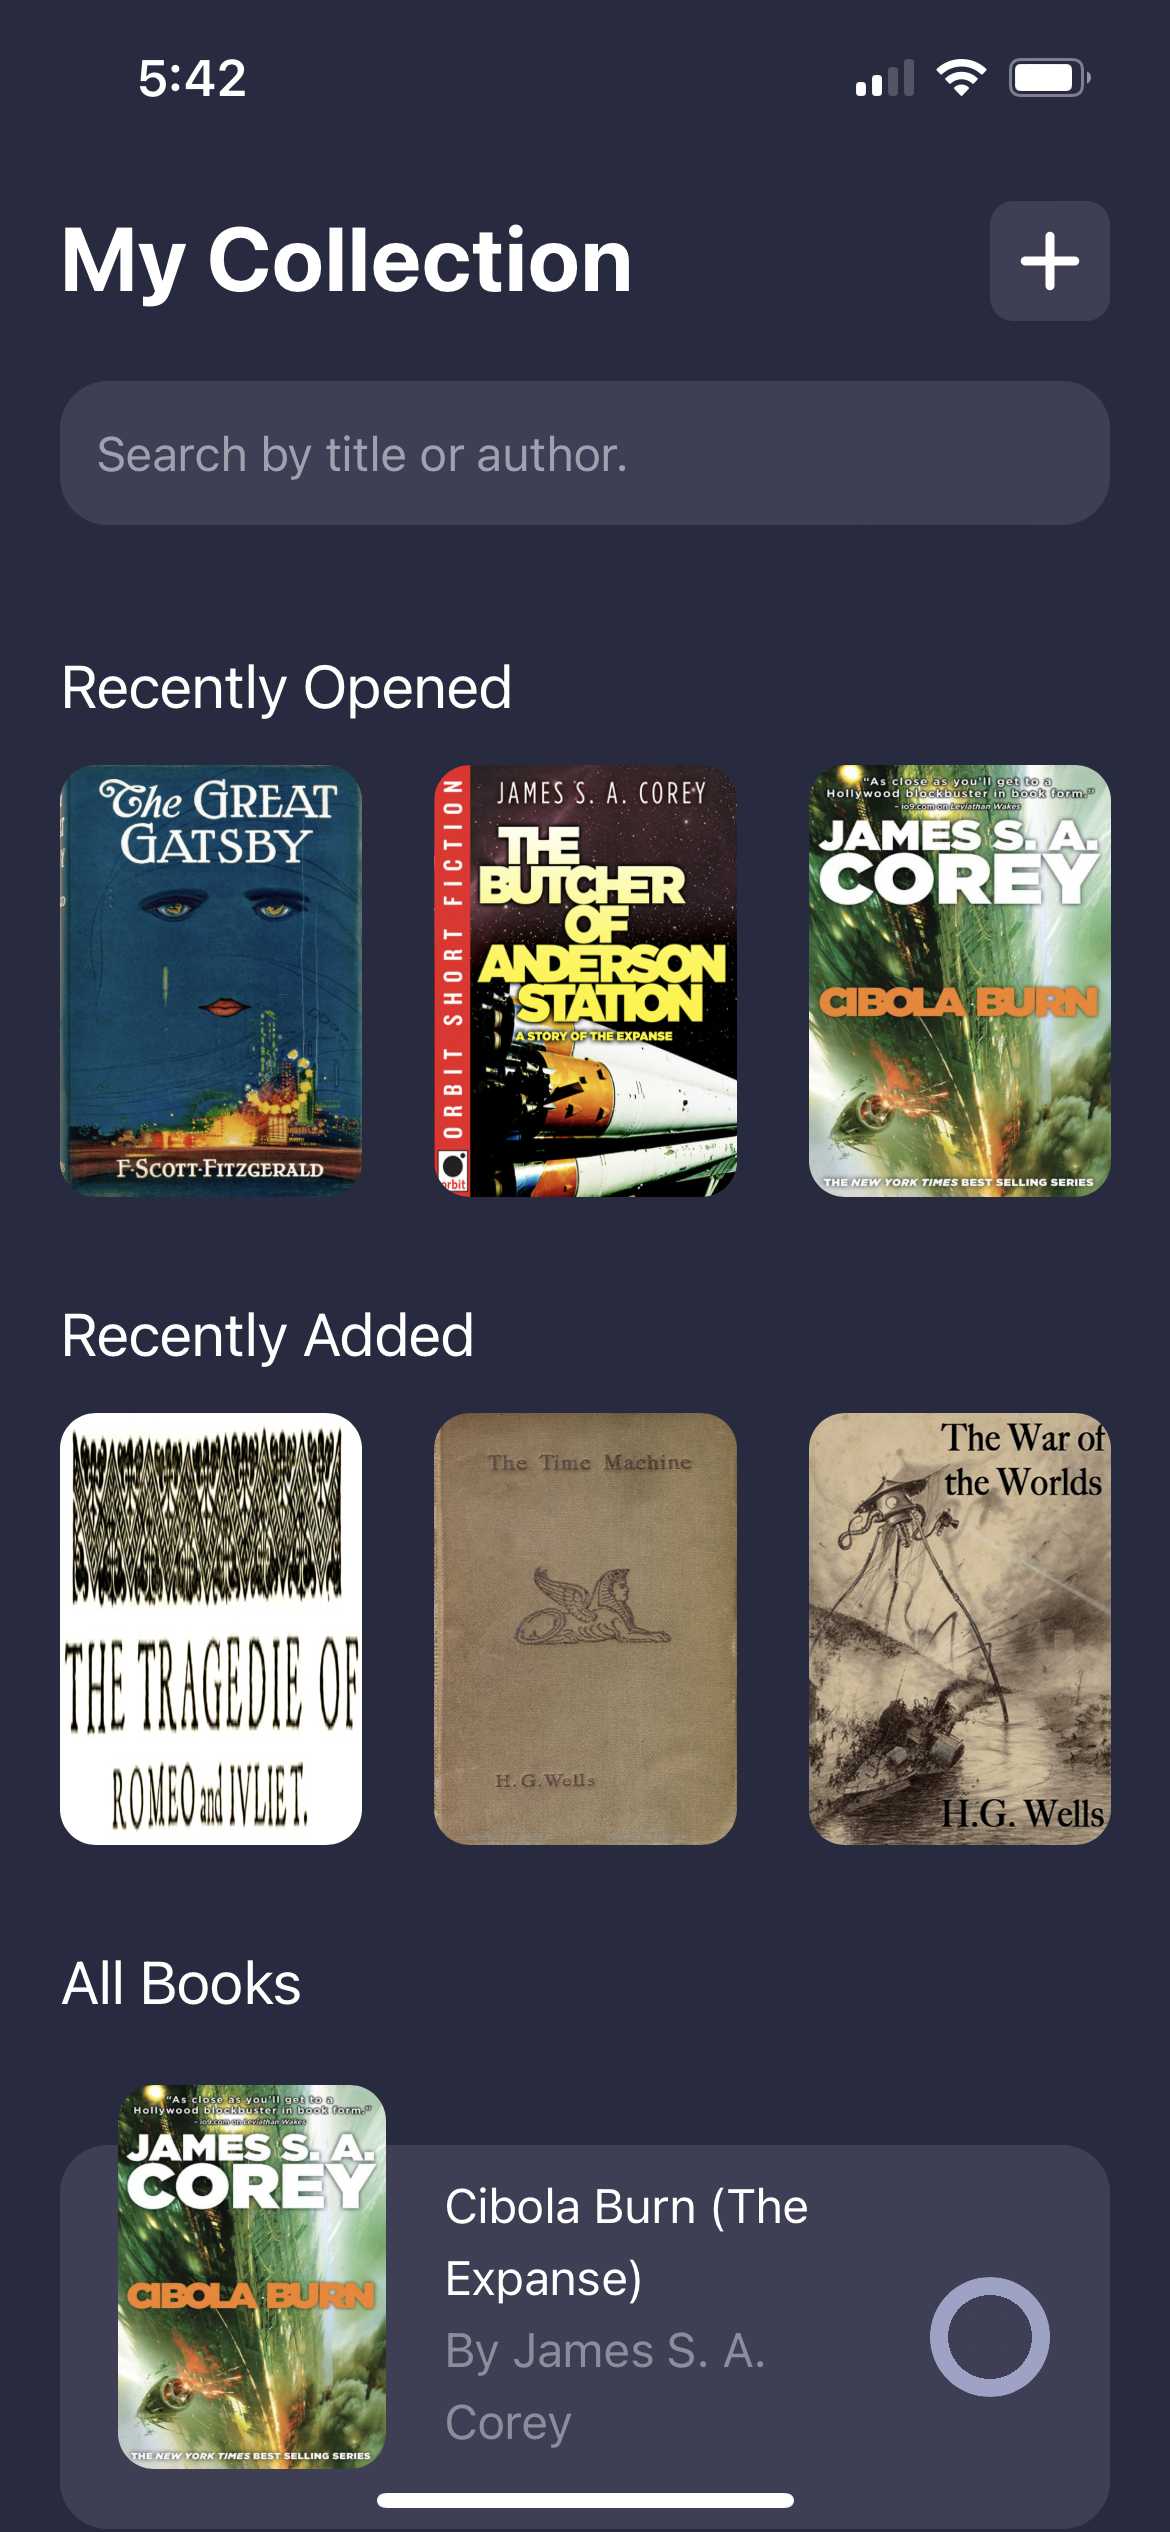 5:42
My Collection
Search by title or author.
Recently Opened
The GREAT
GATSBY
F·SCOTT·FITZGERALD
ORBIT SHORT FICTION
orbit
JAMES S. A. COREY
THE
BUTCHER
OF
ANDERSON
STATION
A STORY OF THE EXPANSE
"As close as you'll get to a
Hollywood blockbuster in book form."
- io9.com on Leviathan Wakes
JAMES S. A.
COREY
CIBOLA BURN
THE NEW YORK TIMES BEST SELLING SERIES
Recently Added
THE TRAGEDIE OF
ROMEO and IVLIET.
The Time Machine
H.G.Wells
The War of
the Worlds
H.G. Wells
All Books
"As close as you'll get to a
Hollywood blockbuster in book form."
- io9.com on Leviathan Wakes
JAMES S. A.
COREY
CIBOLA BURN
THE NEW YORK TIMES BEST SELLING SERIES
Cibola Burn (The
Expanse)
By James S. A.
Corey